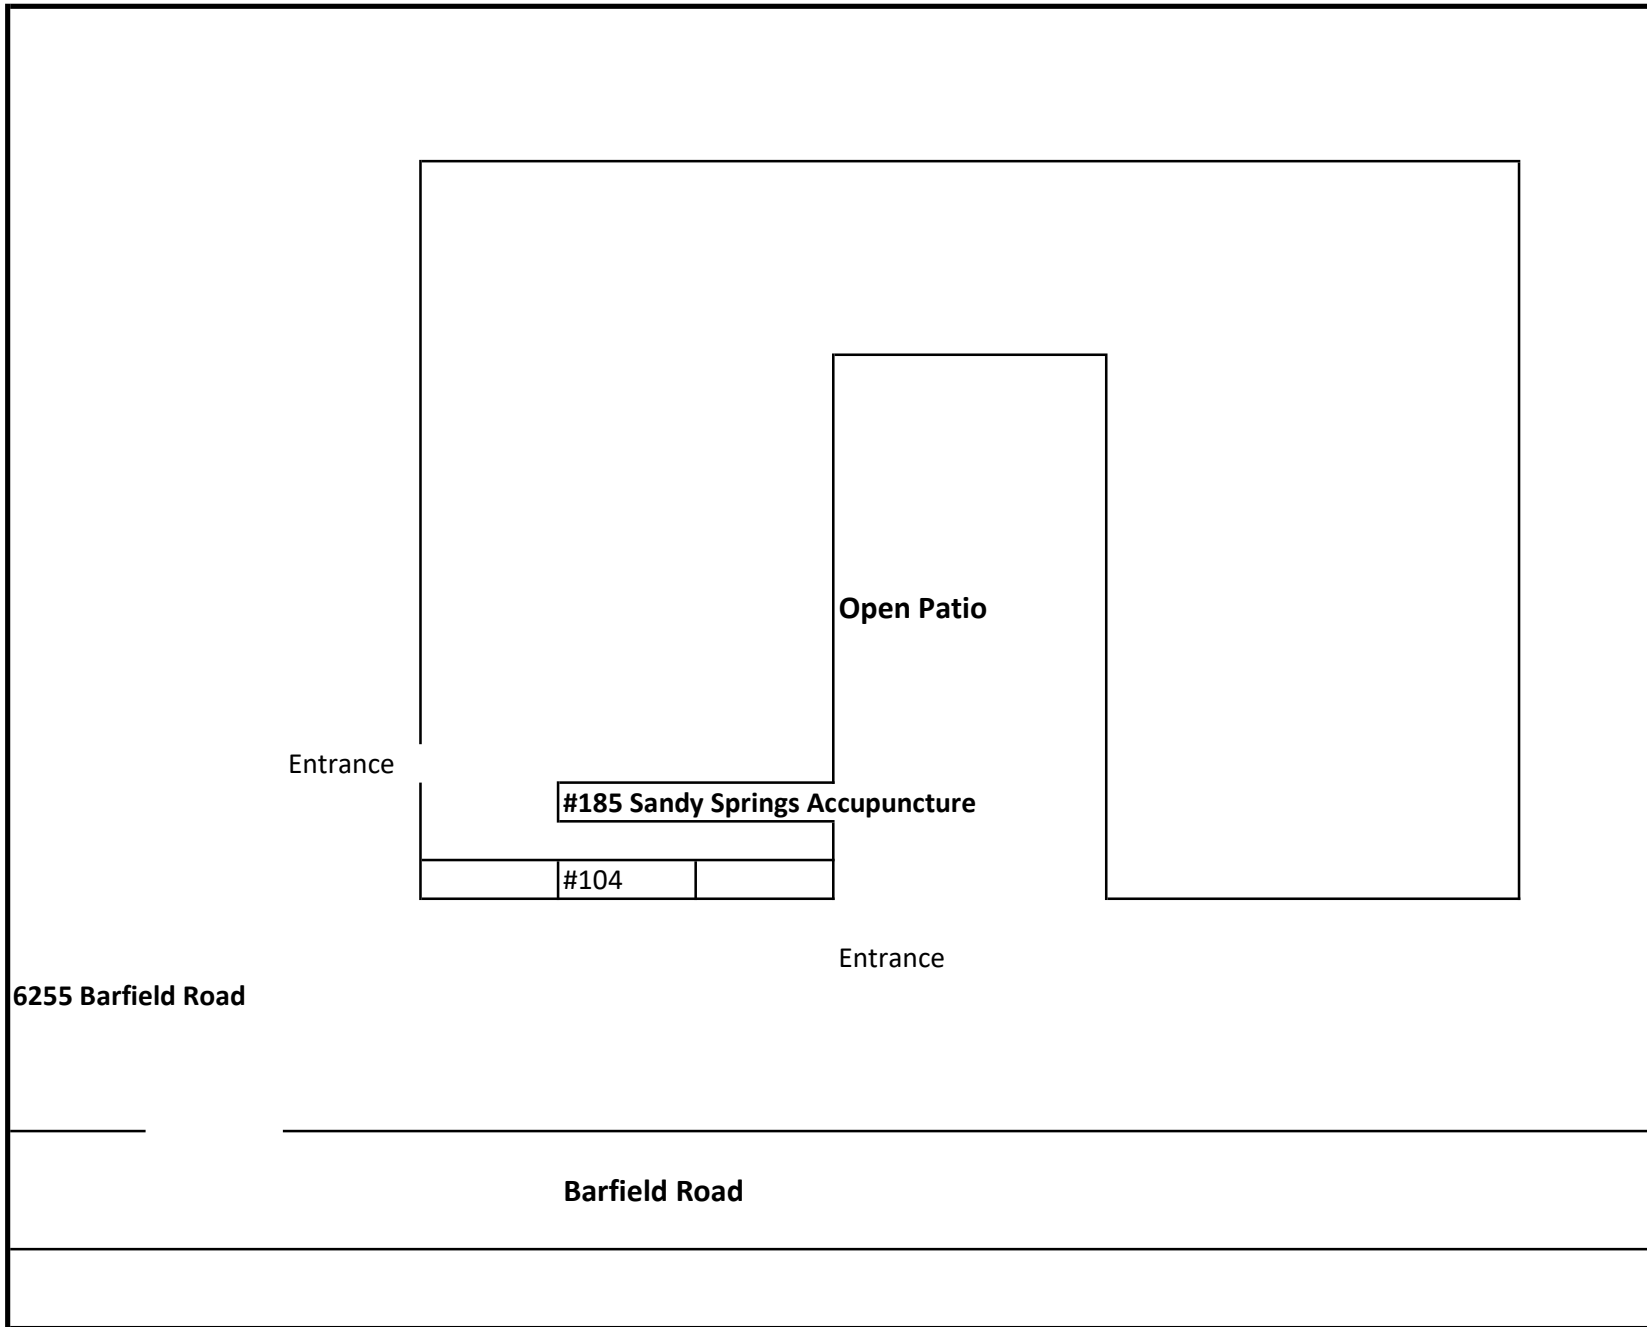 Open Patio
Entrance
#185 Sandy Springs Accupuncture
#104
Entrance
6255 Barfield Road
Barfield Road